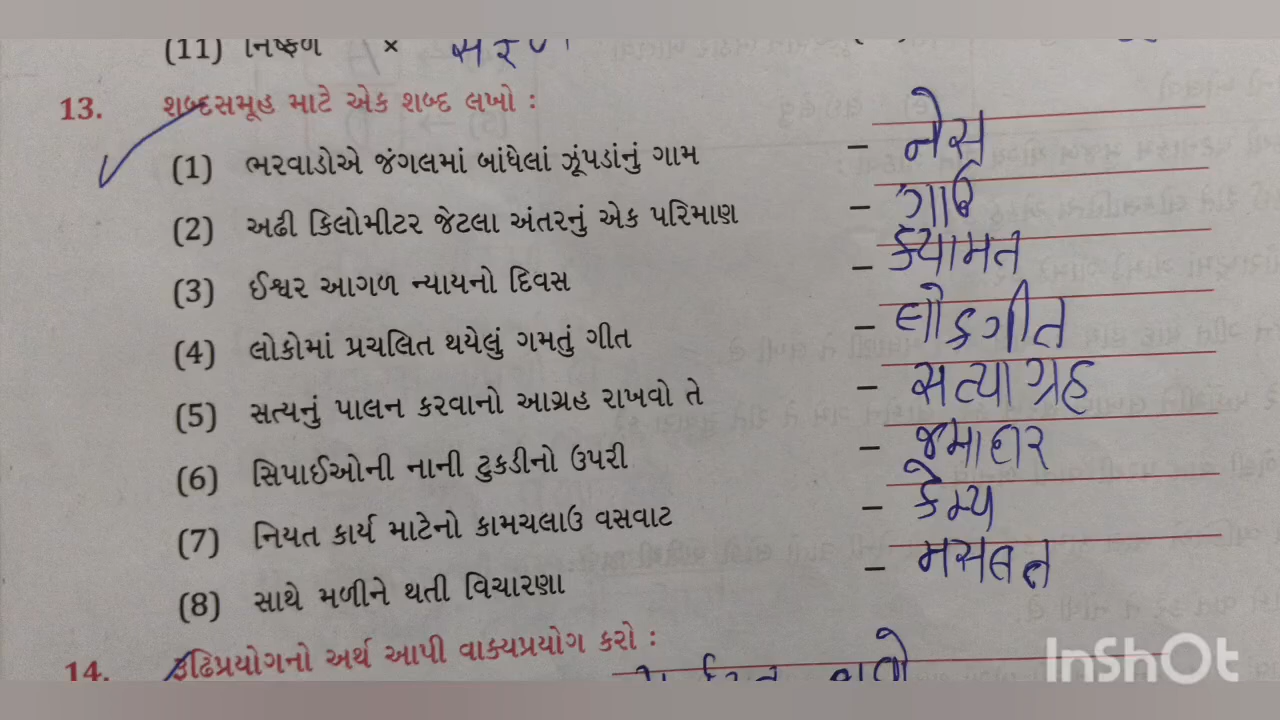 (11) નિષ્ફળ × સફળ
13. શબ્દસમૂહ માટે એક શબ્દ લખો :
(1) ભરવાડોએ જંગલમાં બાંધેલાં ઝૂંપડાંનું ગામ – નેસ
(2) અઢી કિલોમીટર જેટલા અંતરનું એક પરિમાણ – ગાઉ
(3) ઈશ્વર આગળ ન્યાયનો દિવસ – કયામત
(4) લોકોમાં પ્રચલિત થયેલું ગમતું ગીત – લોકગીત
(5) સત્યનું પાલન કરવાનો આગ્રહ રાખવો તે – સત્યાગ્રહ
(6) સિપાઈઓની નાની ટુકડીનો ઉપરી – જમાદાર
(7) નિયત કાર્ય માટેનો કામચલાઉ વસવાટ – કેમ્પ
(8) સાથે મળીને થતી વિચારણા – મસલત
14. રૂઢિપ્રયોગનો અર્થ આપી વાક્યપ્રયોગ કરો :
InShOt